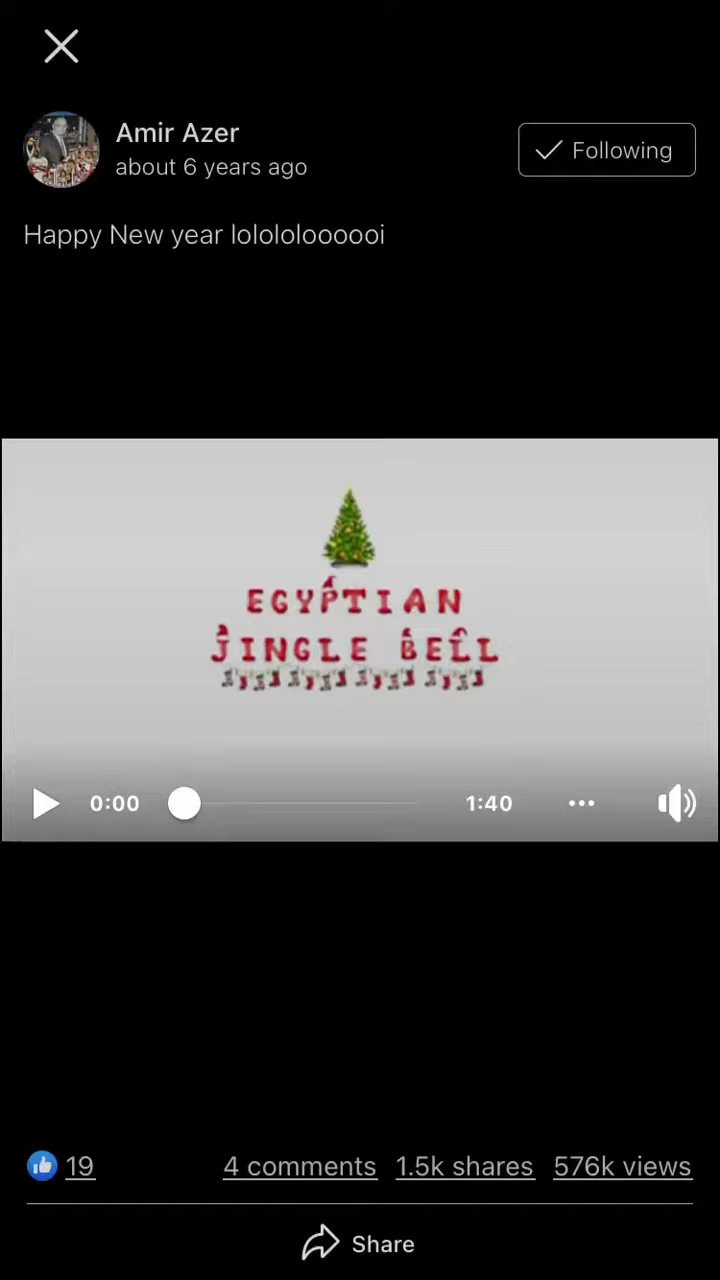 Amir Azer
about 6 years ago
Following
Happy New year lolololoooooi
EGYPTIAN
JINGLE BELL
0:00
1:40
19
4 comments 1.5k shares 576k views
Share